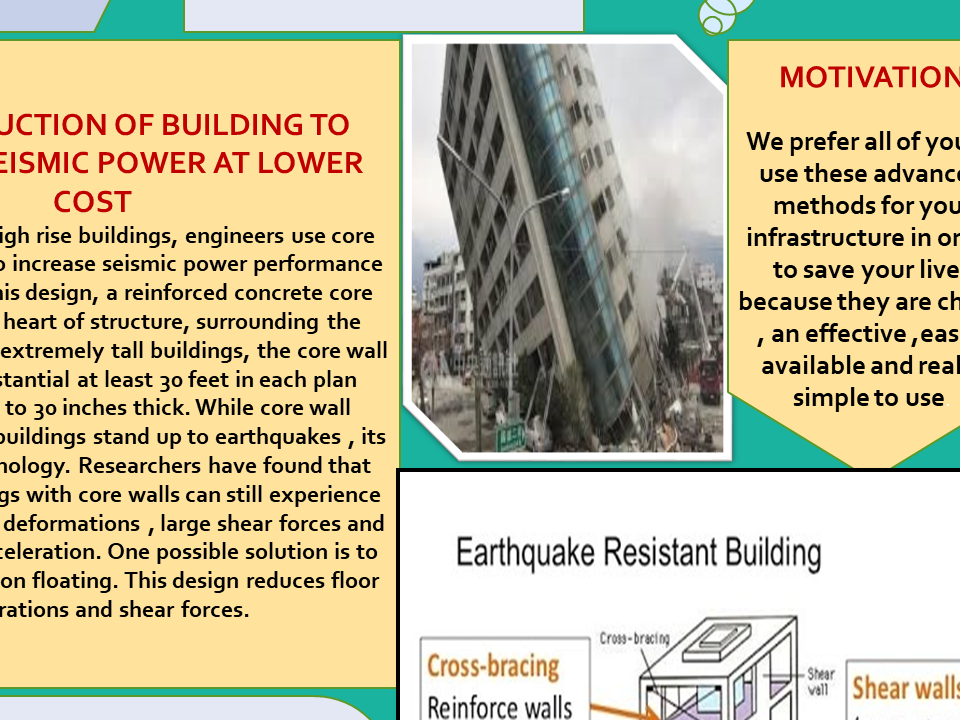 UCTION OF BUILDING TO
EISMIC POWER AT LOWER
COST
igh rise buildings, engineers use core
o increase seismic power performance
his design, a reinforced concrete core
heart of structure, surrounding the
extremely tall buildings, the core wall
stantial at least 30 feet in each plan
to 30 inches thick. While core wall
buildings stand up to earthquakes , its
nology. Researchers have found that
gs with core walls can still experience
deformations , large shear forces and
celeration. One possible solution is to
on floating. This design reduces floor
rations and shear forces.
MOTIVATION
We prefer all of you
use these advance
methods for you
infrastructure in or
to save your live
because they are ch
, an effective ,eas
available and real
simple to use
Earthquake Resistant Building
Cross-bracing
Cross-bracing
Reinforce walls
Shear
wall
Shear walls